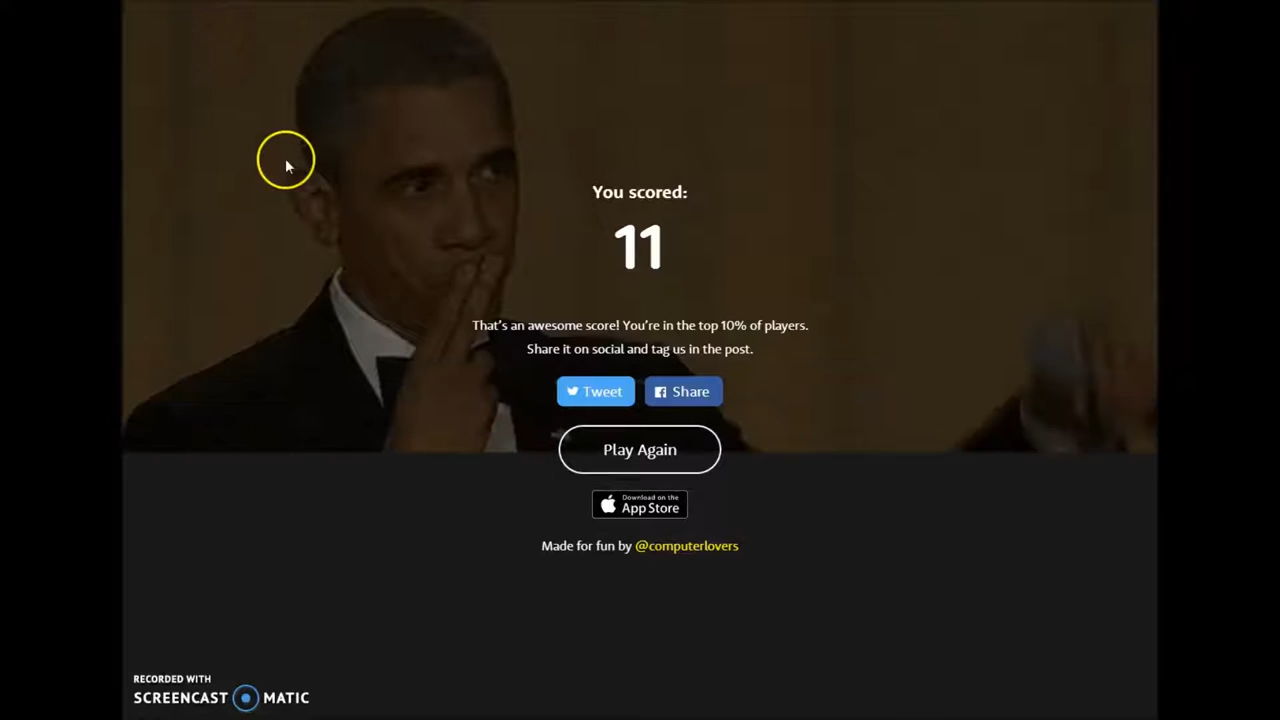 You scored:
11
That's an awesome score! You're in the top 10% of players.
Share it on social and tag us in the post.
Tweet
Share
Play Again
Download on the
App Store
Made for fun by @computerlovers
RECORDED WITH
SCREENCAST MATIC